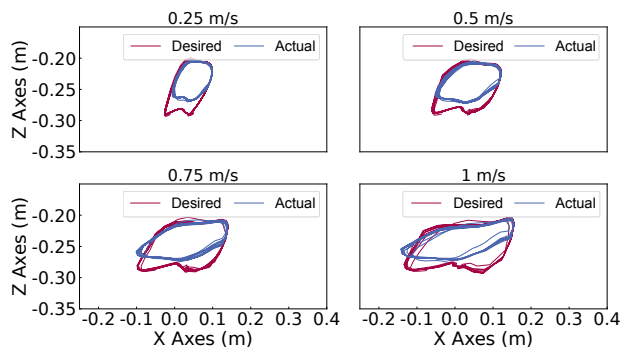 0.25 m/s
0.5 m/s
Desired Actual
Desired Actual
Z Axes (m)
-0.20
-0.25
-0.30
-0.35
0.75 m/s
1 m/s
Desired Actual
Desired Actual
Z Axes (m)
-0.20
-0.25
-0.30
-0.35
-0.2 -0.1 0.0 0.1 0.2 0.3 0.4
-0.2 -0.1 0.0 0.1 0.2 0.3 0.4
X Axes (m)
X Axes (m)